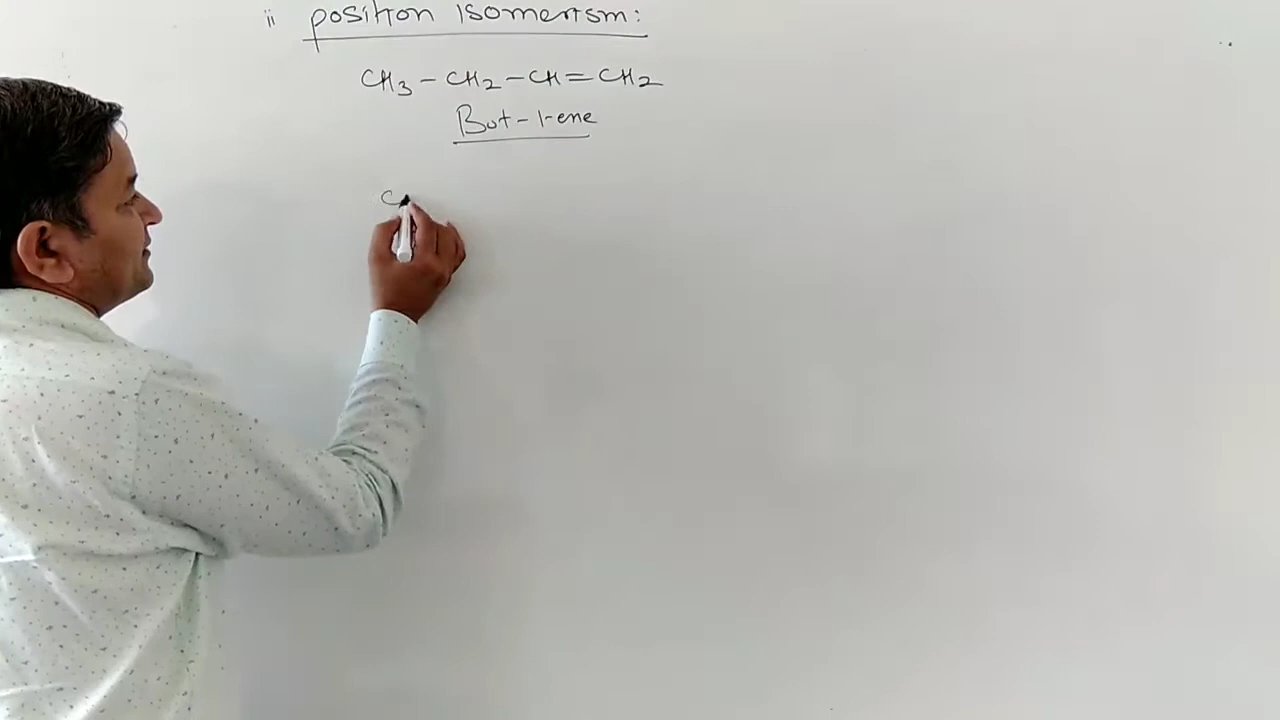 ii position isomerism:
CH3 - CH2 - CH = CH2
But-1-ene
C